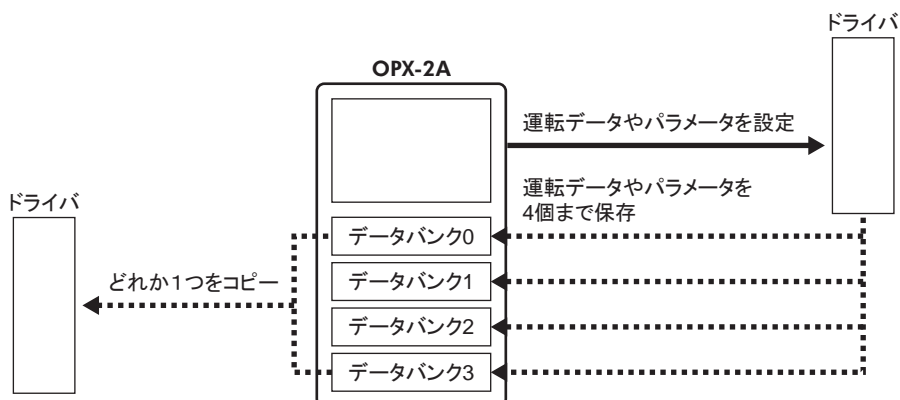 ドライバ
OPX-2A
運転データやパラメータを設定
運転データやパラメータを
4個まで保存
ドライバ
データバンク0
どれか１つをコピー
データバンク1
データバンク2
データバンク3